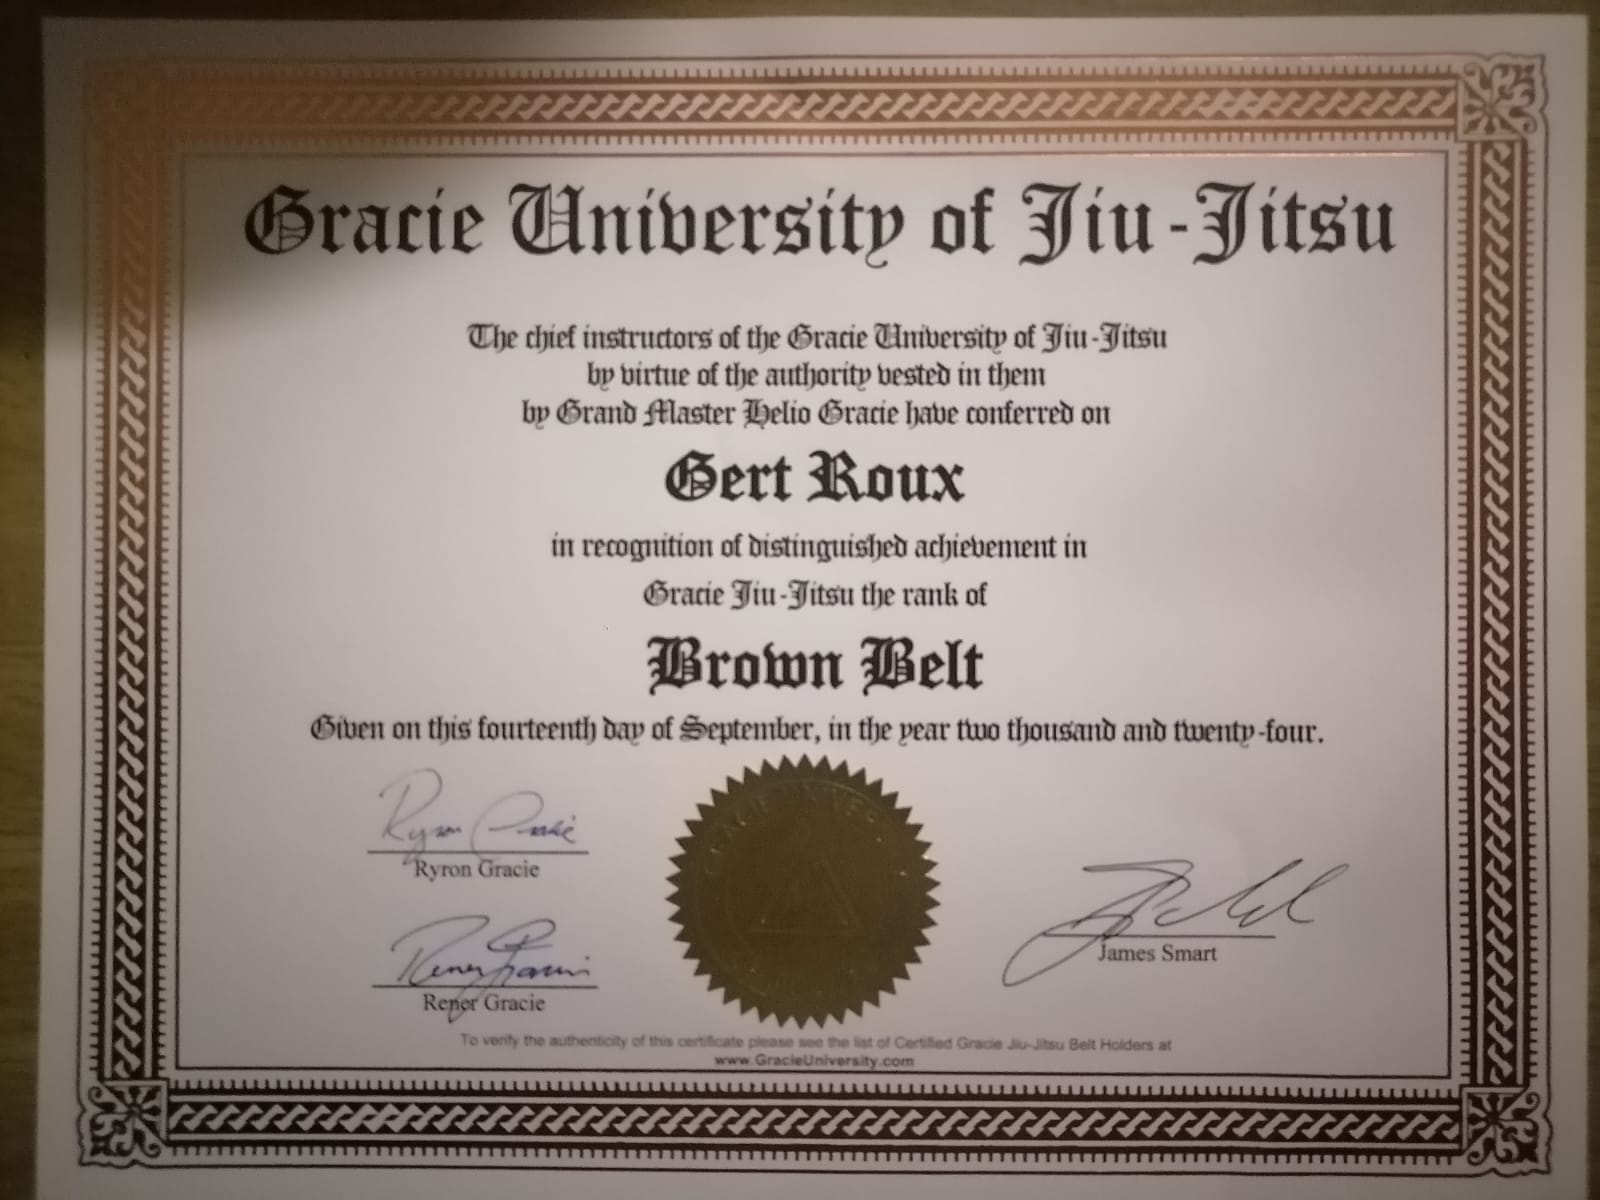 Gracie University of Jiu-Jitsu
The chief instructors of the Gracie University of Jiu-Jitsu
by virtue of the authority vested in them
by Grand Master Helio Gracie have conferred on
Gert Roux
in recognition of distinguished achievement in
Gracie Jiu-Jitsu the rank of
Brown Belt
Given on this fourteenth day of September, in the year two thousand and twenty-four.
Ryron Gracie
Ryron Gracie
Rener Gracie
Rener Gracie
James Smart
To verify the authenticity of this certificate please see the list of Certified Gracie Jiu-Jitsu Belt Holders at
www.GracieUniversity.com